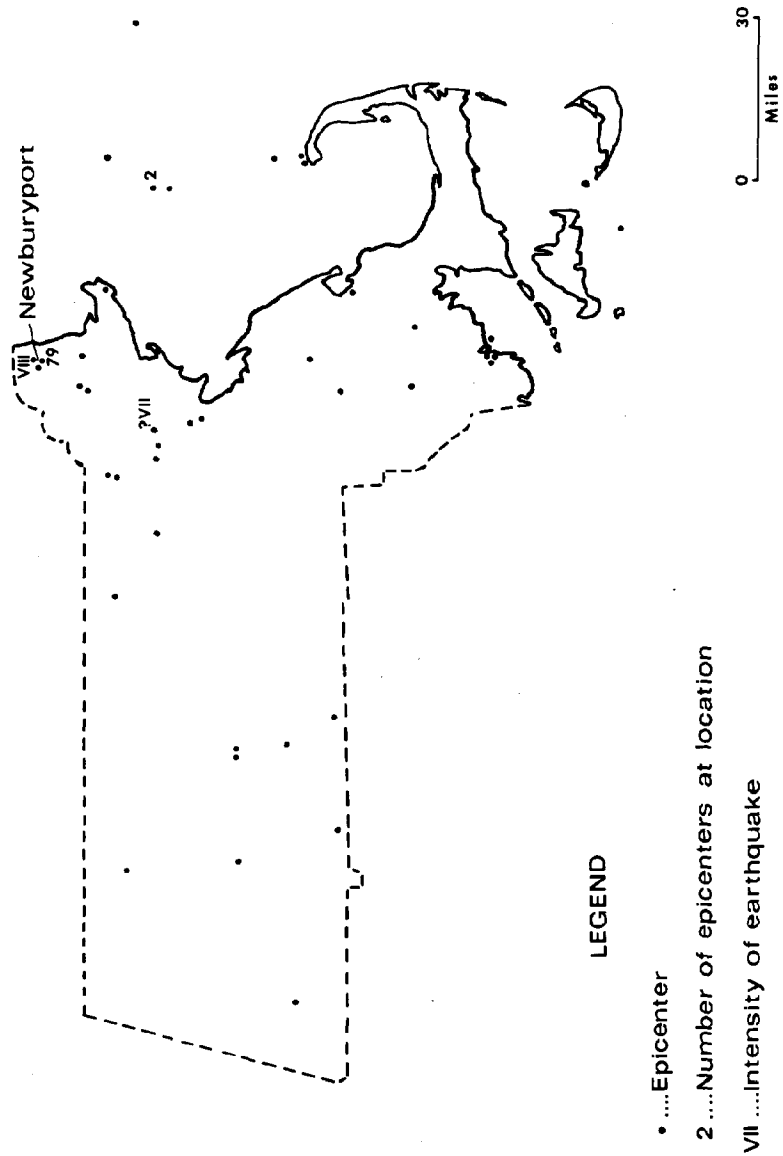 Newburyport
VIII
79
?VII
2
LEGEND
• ....Epicenter
2 ....Number of epicenters at location
VII ....Intensity of earthquake
0 30
Miles